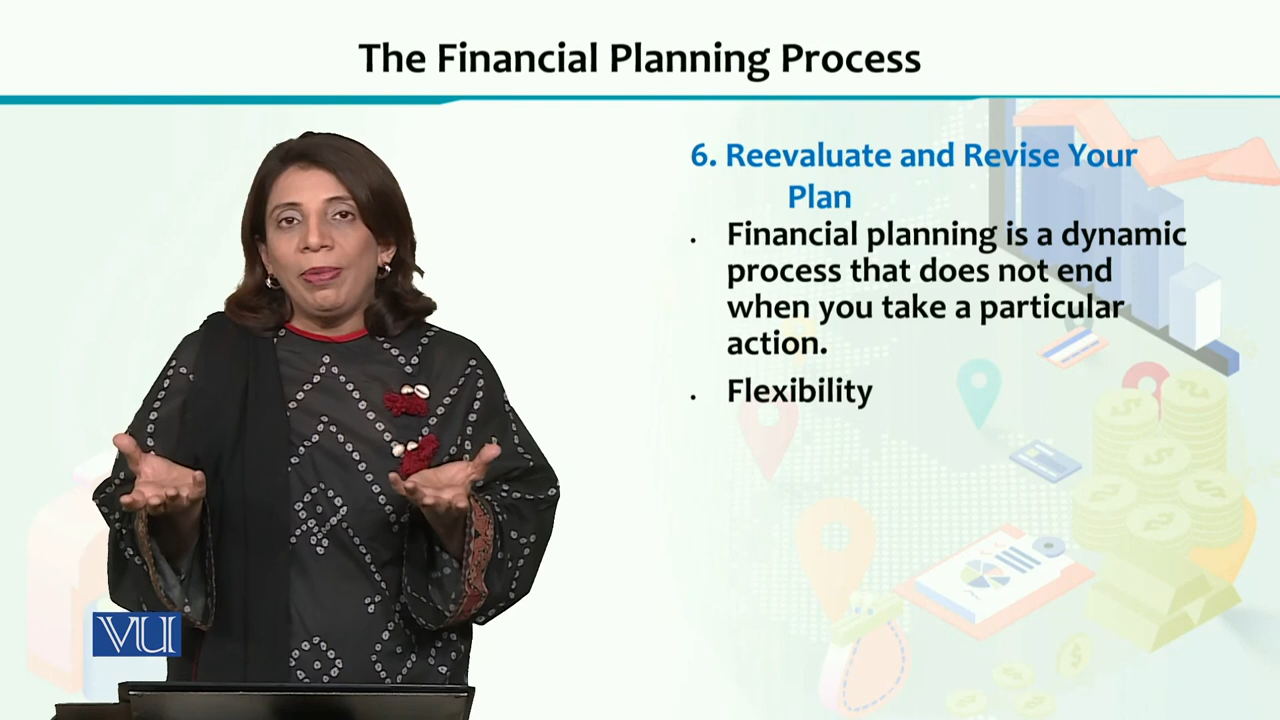 The Financial Planning Process
6. Reevaluate and Revise Your
Plan
• Financial planning is a dynamic
process that does not end
when you take a particular
action.
• Flexibility
VU